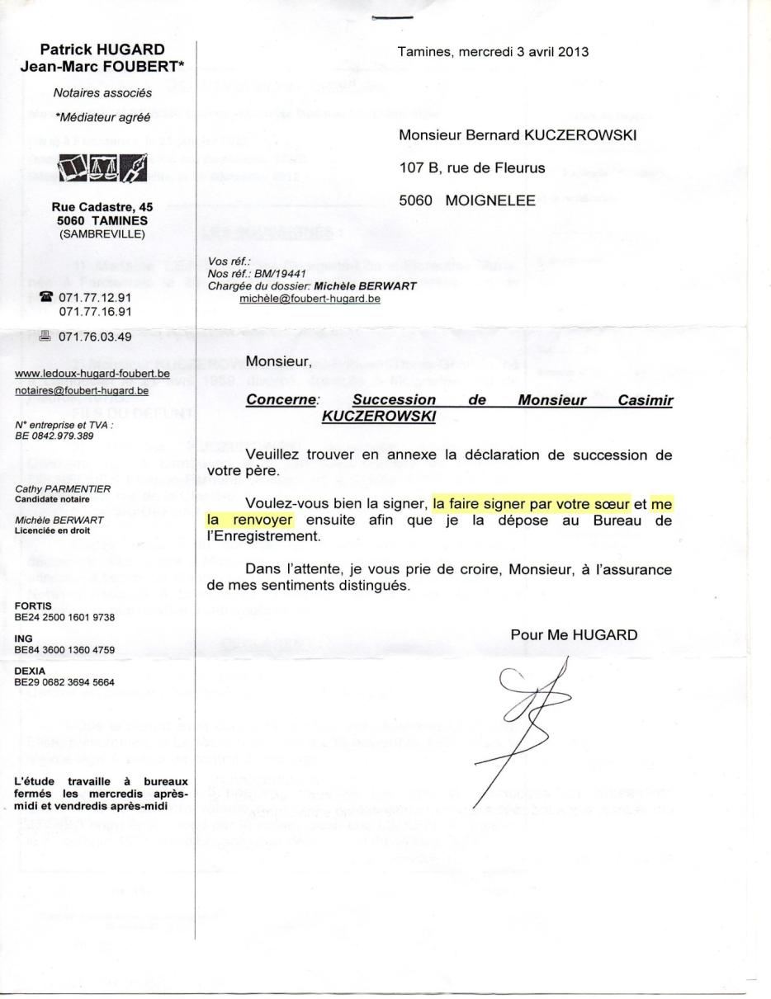 Patrick HUGARD
Jean-Marc FOUBERT*
Notaires associés
*Médiateur agréé
Rue Cadastre, 45
5060 TAMINES
(SAMBREVILLE)
071.77.12.91
071.77.16.91
071.76.03.49
www.ledoux-hugard-foubert.be
notaires@foubert-hugard.be
N° entreprise et TVA :
BE 0842.979.389
Cathy PARMENTIER
Candidate notaire
Michèle BERWART
Licenciée en droit
FORTIS
BE24 2500 1601 9738
ING
BE84 3600 1360 4759
DEXIA
BE29 0682 3694 5664
L'étude travaille à bureaux
fermés les mercredis après-
midi et vendredis après-midi
Tamines, mercredi 3 avril 2013
Monsieur Bernard KUCZEROWSKI
107 B, rue de Fleurus
5060 MOIGNELEE
Vos réf.:
Nos réf.: BM/19441
Chargée du dossier: Michèle BERWART
michèle@foubert-hugard.be
Monsieur,
Concerne: Succession de Monsieur Casimir
KUCZEROWSKI
Veuillez trouver en annexe la déclaration de succession de
votre père.
Voulez-vous bien la signer, la faire signer par votre sœur et me
la renvoyer ensuite afin que je la dépose au Bureau de
l'Enregistrement.
Dans l'attente, je vous prie de croire, Monsieur, à l'assurance
de mes sentiments distingués.
Pour Me HUGARD